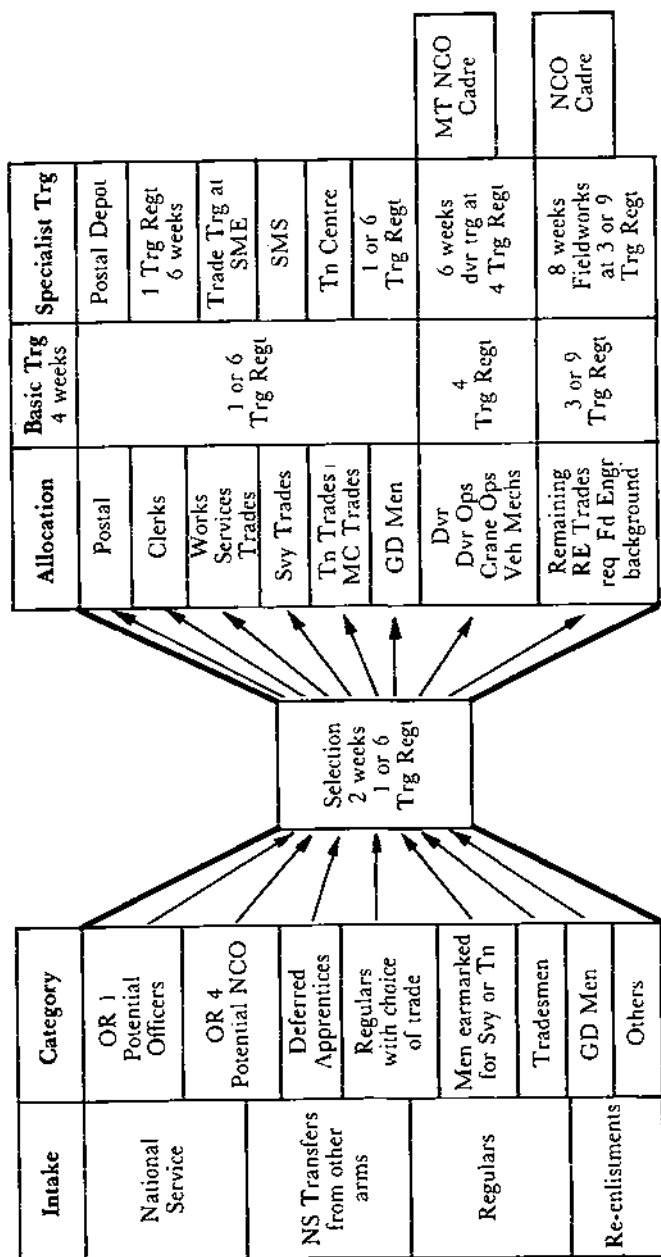 Intake
National
Service
NS Transfers
from other
arms
Regulars
Re-enlistments
Category
OR 1
Potential
Officers
OR 4
Potential NCO
Deferred
Apprentices
Regulars
with choice
of trade
Men earmarked
for Svy or Tn
Tradesmen
GD Men
Others
Selection
2 weeks
1 or 6
Trg Regt
Allocation
Postal
Clerks
Works
Services
Trades
Svy Trades
Tn Trades
MC Trades
GD Men
Dvr
Dvr Ops
Crane Ops
Veh Mechs
Remaining
RE Trades
req Fd Engr
background
Basic Trg
4 weeks
1 or 6
Trg Regt
4
Trg Regt
3 or 9
Trg Regt
Specialist Trg
Postal Depot
1 Trg Regt
6 weeks
Trade Trg at
SME
SMS
Tn Centre
1 or 6
Trg Regt
6 weeks
dvr trg at
4 Trg Regt
8 weeks
Fieldworks
at 3 or 9
Trg Regt
MT NCO
Cadre
NCO
Cadre